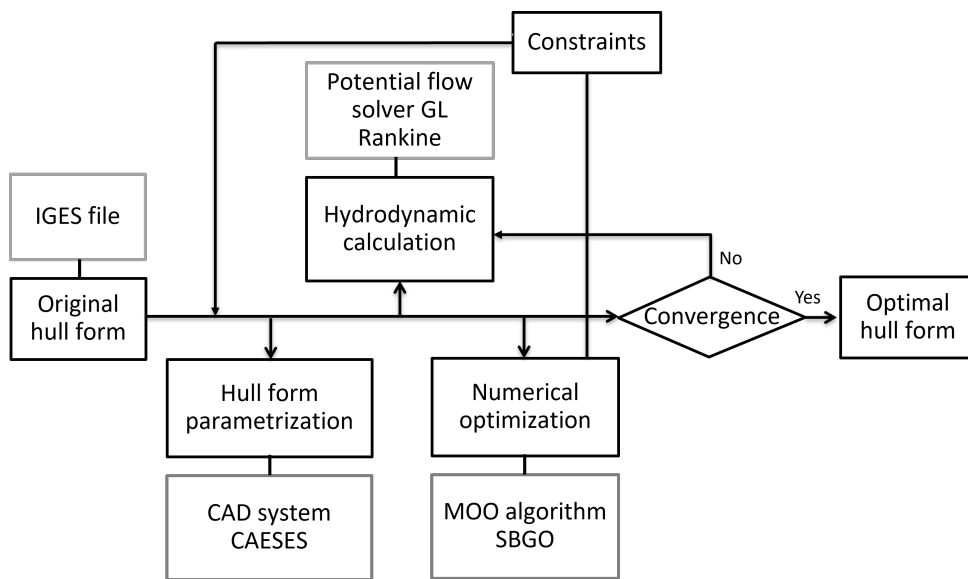 Constraints
Potential flow
solver GL
Rankine
IGES file
Hydrodynamic
calculation
No
Original
hull form
Convergence
Yes
Optimal
hull form
Hull form
parametrization
Numerical
optimization
CAD system
CAESES
MOO algorithm
SBGO